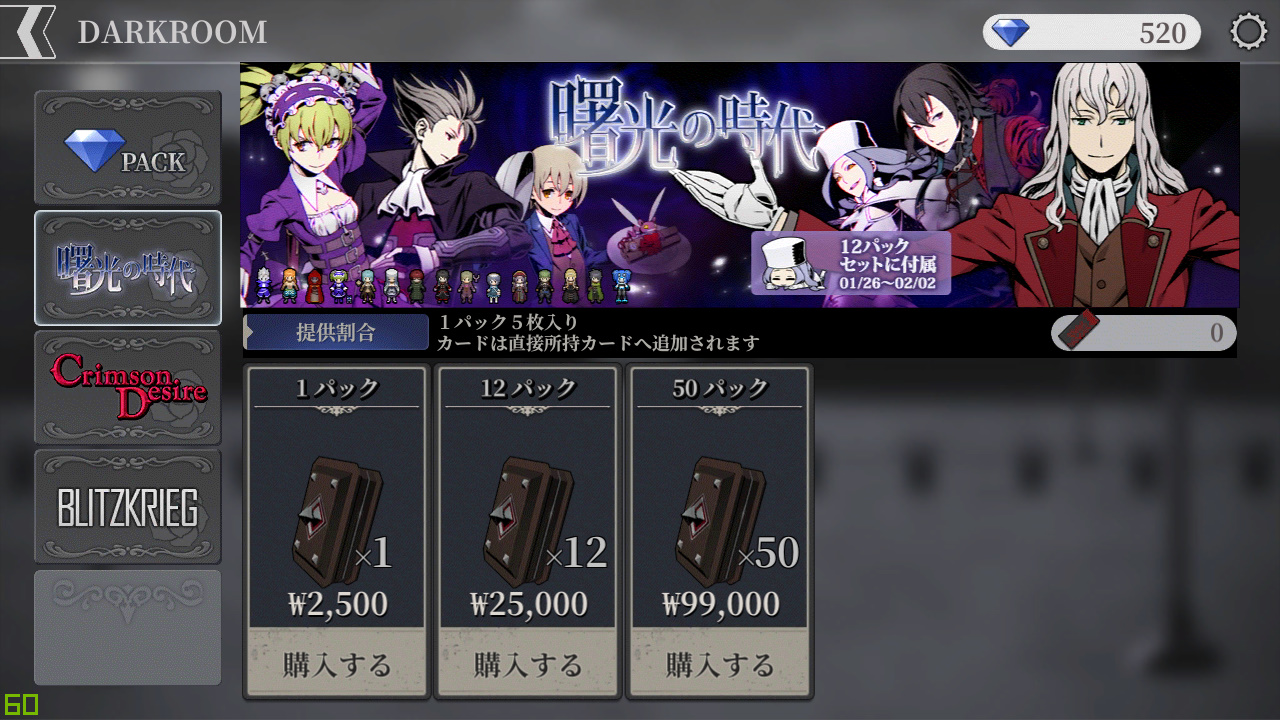 DARKROOM
520
PACK
曙光の時代
Crimson
Desire
BLITZKRIEG
曙光の時代
12パック
セットに付属
01/26〜02/02
提供割合
1パック5枚入り
カードは直接所持カードへ追加されます
0
1パック
×1
₩2,500
購入する
12パック
×12
₩25,000
購入する
50パック
×50
₩99,000
購入する
60